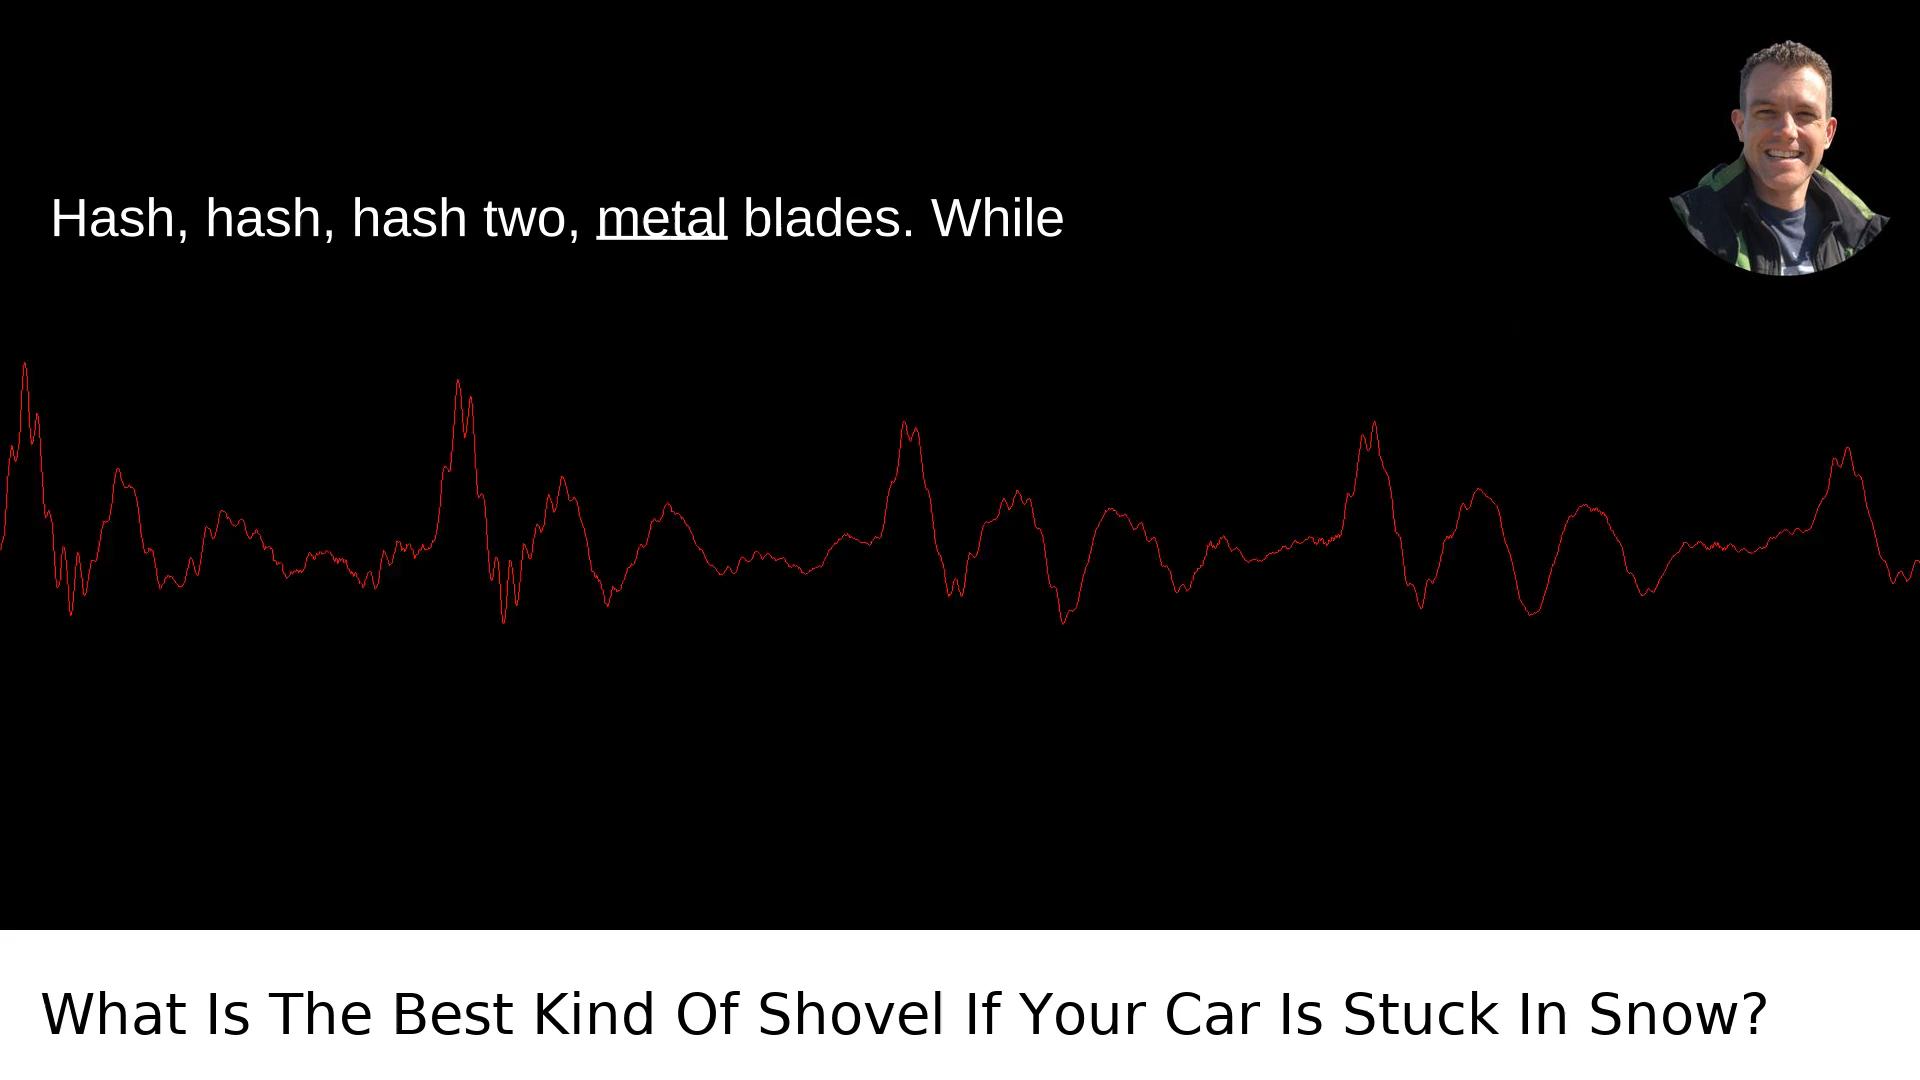 Hash, hash, hash two, metal blades. While
What Is The Best Kind Of Shovel If Your Car Is Stuck In Snow?